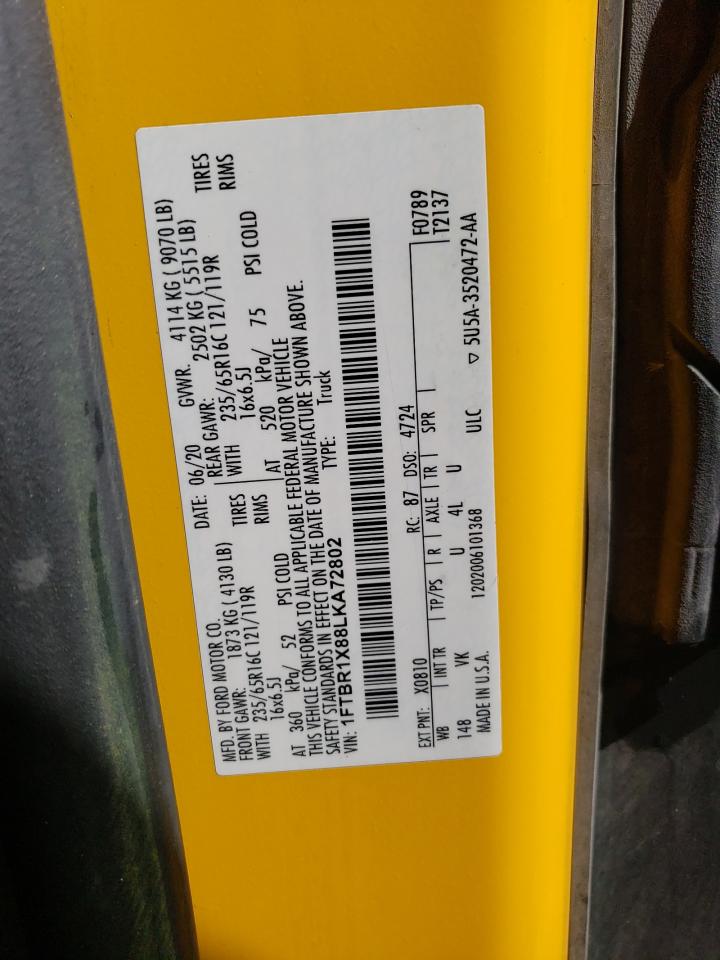 MFD. BY FORD MOTOR CO.
DATE: 06/20 GVWR. 4114 KG ( 9070 LB)
FRONT GAWR: 1873 KG ( 4130 LB) REAR GAWR: 2502 KG ( 5515 LB)
WITH 235/65R16C 121/119R TIRES WITH 235/65R16C 121/119R TIRES
16x6.5J RIMS 16x6.5J RIMS
AT 360 kPa/ 52 PSI COLD AT 520 kPa/ 75 PSI COLD
THIS VEHICLE CONFORMS TO ALL APPLICABLE FEDERAL MOTOR VEHICLE
SAFETY STANDARDS IN EFFECT ON THE DATE OF MANUFACTURE SHOWN ABOVE.
VIN: 1FTBR1X88LKA72802 TYPE: Truck
EXT PNT: X0810 RC: 87 DSO: 4724 F0789
WB INT TR TP/PS R AXLE TR SPR T2137
148 VK U 4L U
MADE IN U.S.A. 1202006101368 ULC ▽ 5U5A-3520472-AA